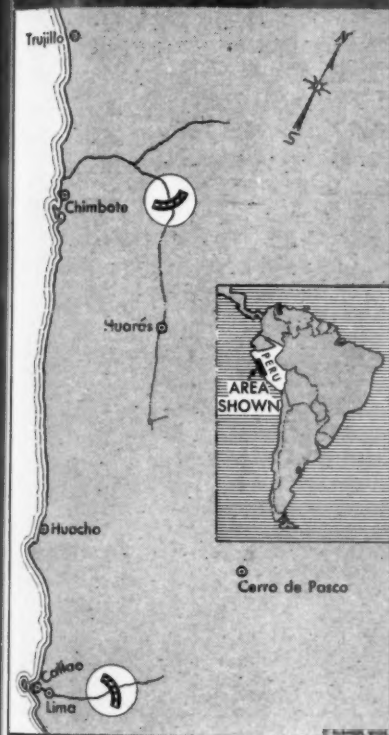 Trujillo
N
S
Chimbote
Huarás
PERU
AREA
SHOWN
Huacho
Cerro de Pasco
Callao
Lima